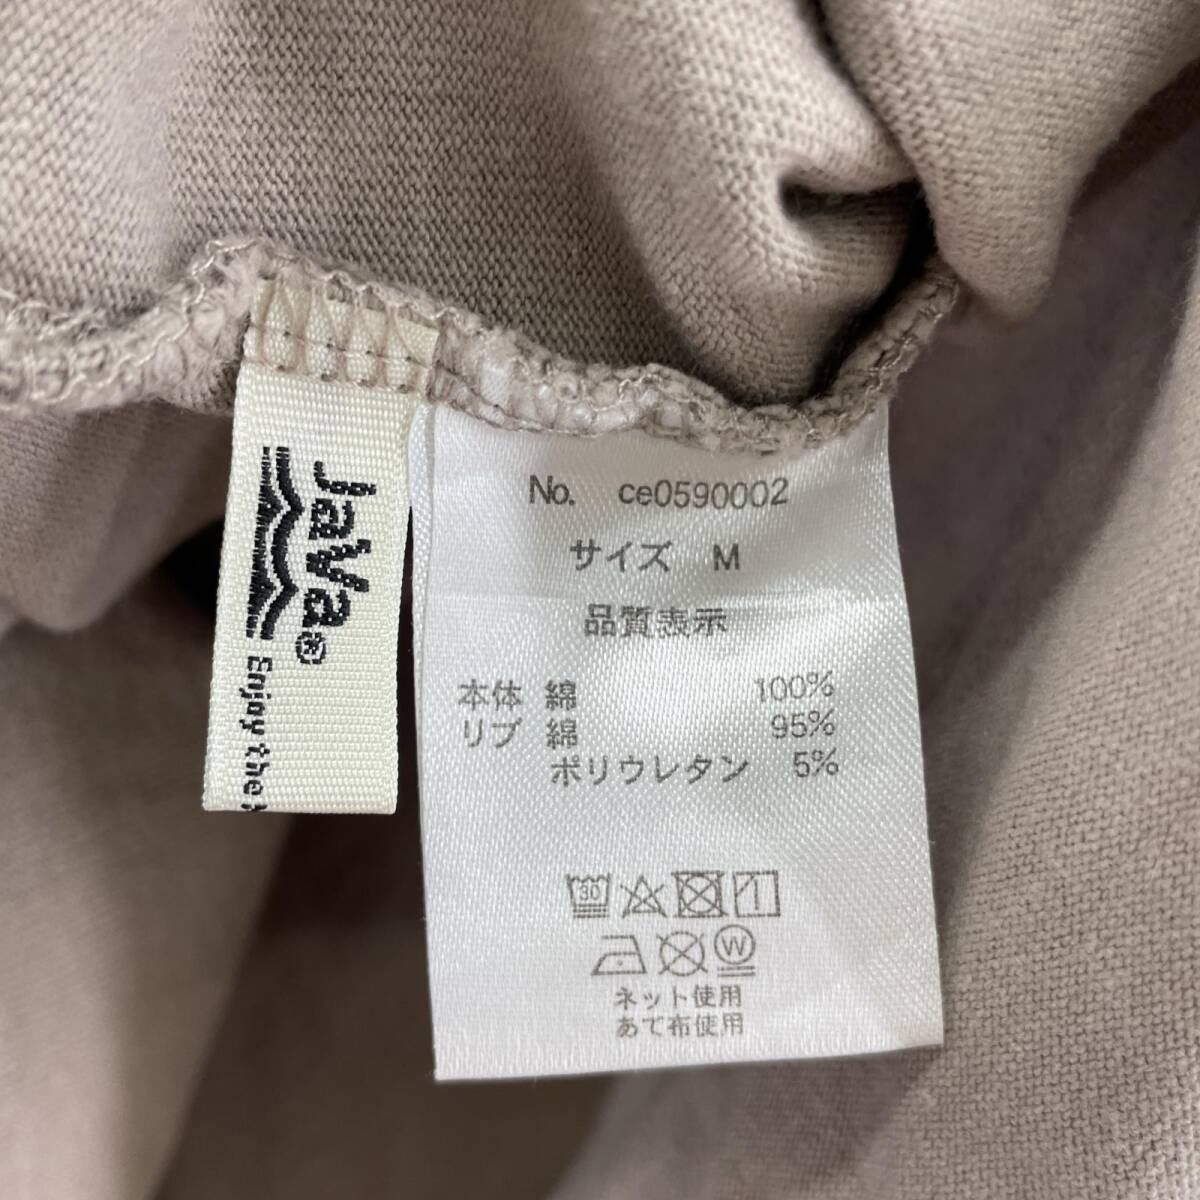 JaVa®
Enjoy the
No. ce0590002
サイズ M
品質表示
本体 綿 100%
リブ 綿 95%
ポリウレタン 5%
30
W
ネット使用
あて布使用